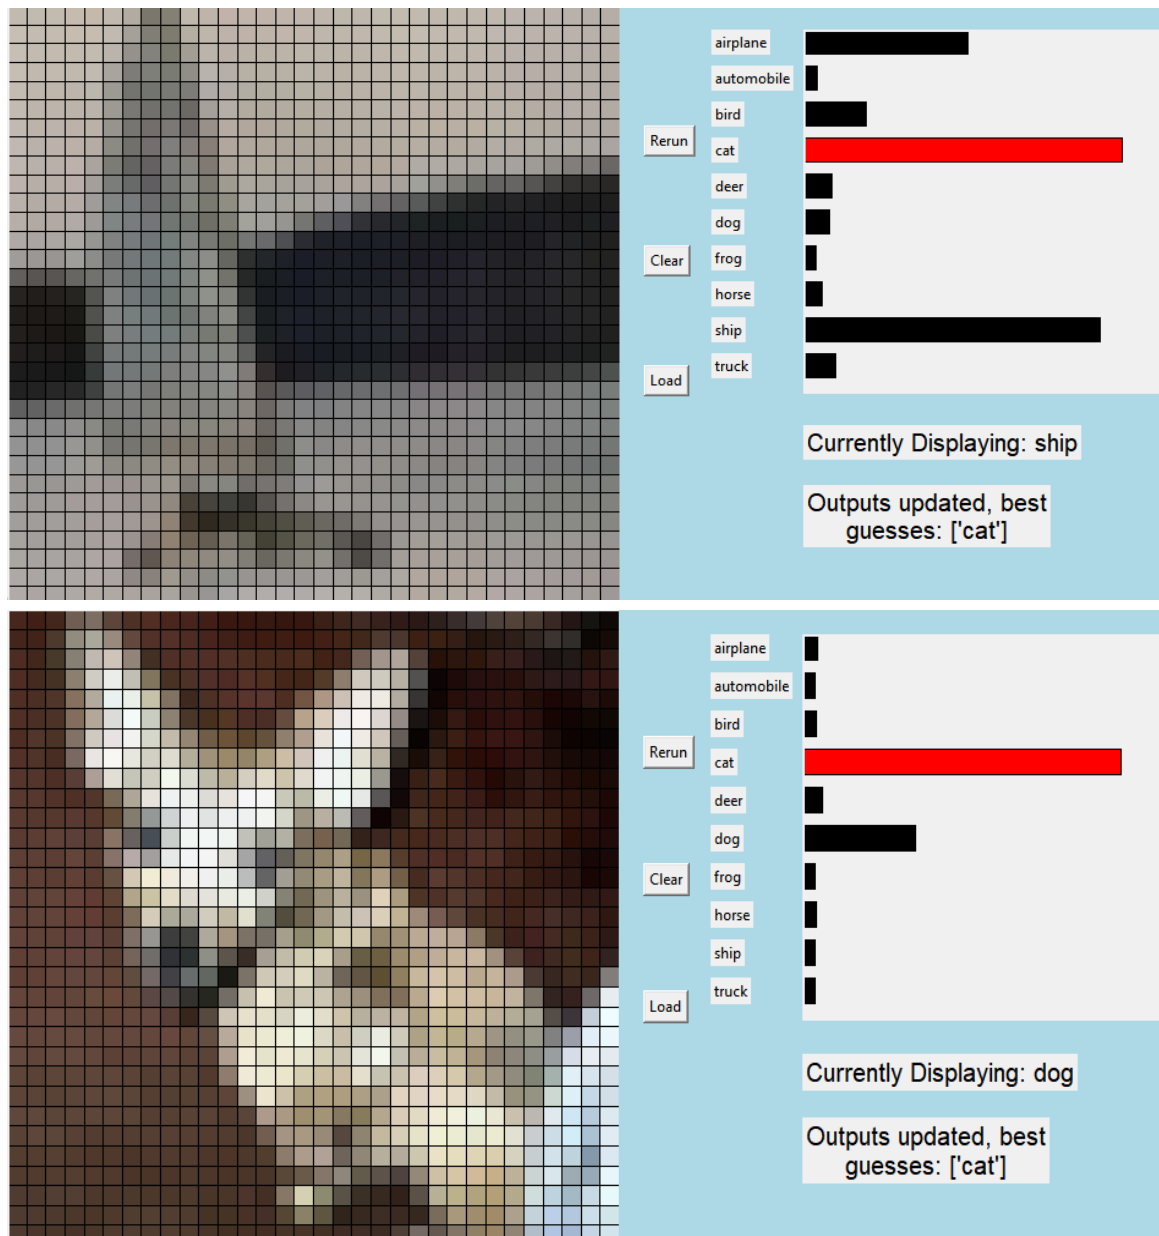 airplane
automobile
bird
Rerun
cat
deer
dog
Clear
frog
horse
ship
Load
truck
Currently Displaying: ship
Outputs updated, best
guesses: ['cat']
airplane
automobile
bird
Rerun
cat
deer
dog
Clear
frog
horse
ship
Load
truck
Currently Displaying: dog
Outputs updated, best
guesses: ['cat']